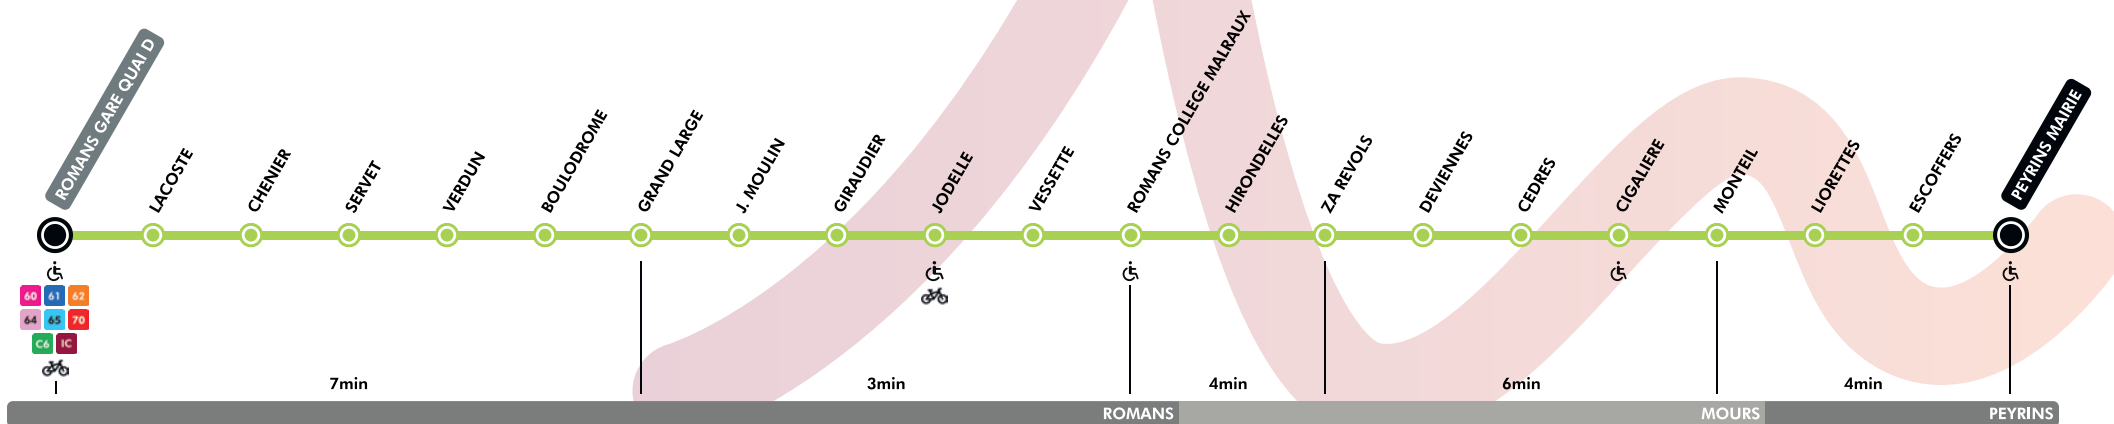 ROMANS GARE QUAI D
LACOSTE
CHENIER
SERVET
VERDUN
BOULODROME
GRAND LARGE
J. MOULIN
GIRAUDIER
JODELLE
VESSETTE
ROMANS COLLEGE MALRAUX
HIRONDELLES
ZA REVOLS
DEVIENNES
CEDRES
CIGALIERE
MONTEIL
LIORETTES
ESCOFFERS
PEYRINS MAIRIE
60 61 62
64 65 70
C6 IC
7min 3min 4min 6min 4min
ROMANS MOURS PEYRINS